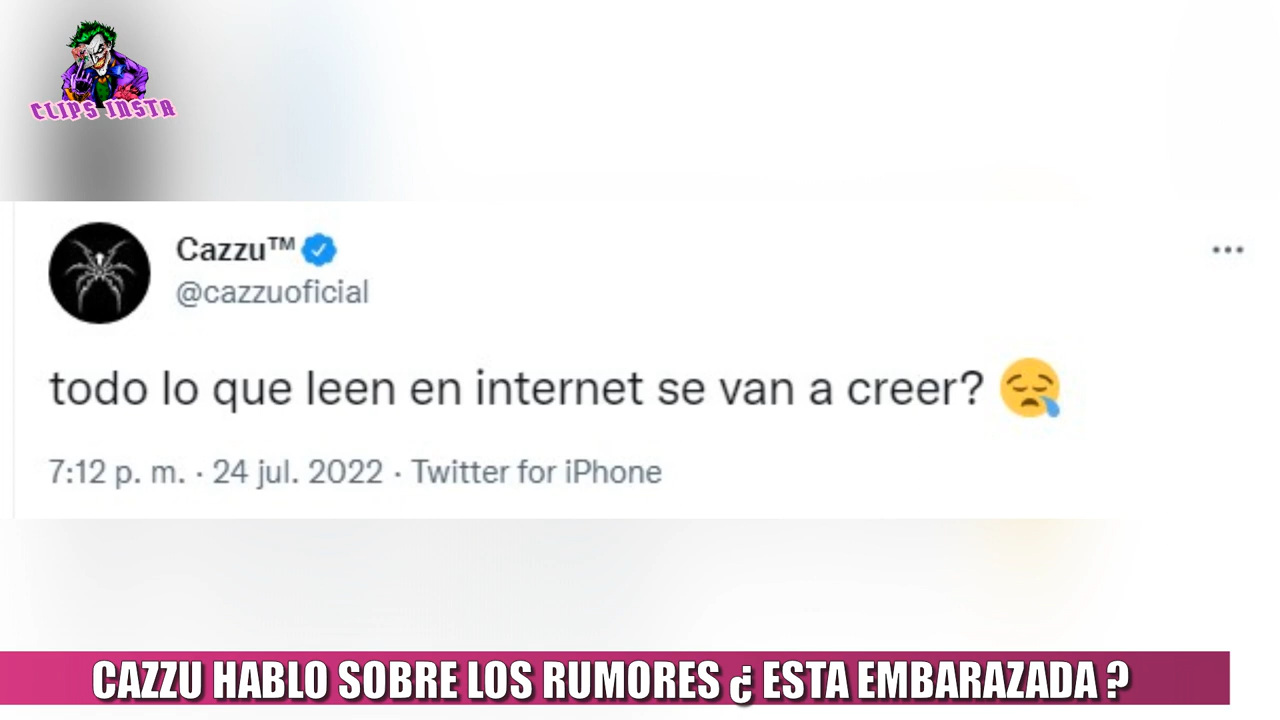 CLIPS INSTA
Cazzu™
@cazzuoficial
todo lo que leen en internet se van a creer? 😪
7:12 p. m. · 24 jul. 2022 · Twitter for iPhone
CAZZU HABLO SOBRE LOS RUMORES ¿ ESTA EMBARAZADA ?